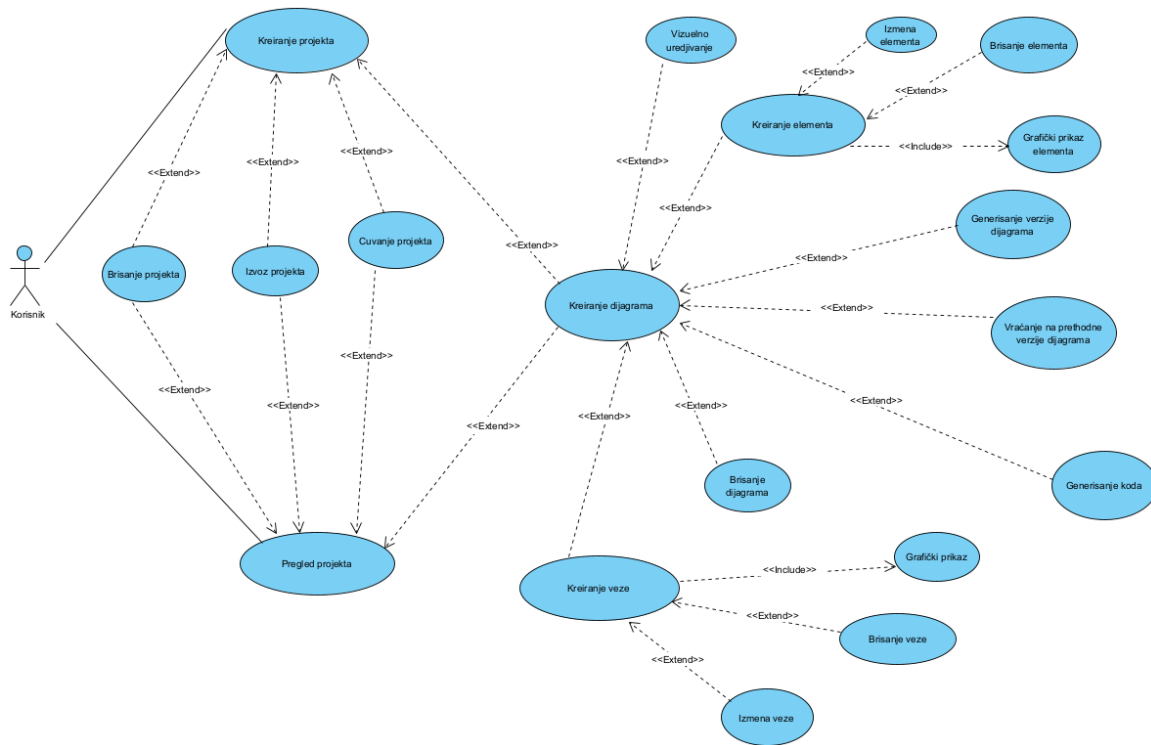 Kreiranje projekta
Vizuelno
uredjivanje
Izmena
elementa
Brisanje elementa
<<Extend>>
<<Extend>>
Kreiranje elementa
<<Include>>
Grafički prikaz
elementa
<<Extend>>
<<Extend>>
<<Extend>>
<<Extend>>
<<Extend>>
Generisanje verzije
dijagrama
Cuvanje projekta
<<Extend>>
<<Extend>>
Brisanje projekta
Izvoz projekta
Korisnik
Kreiranje dijagrama
<<Extend>>
Vraćanje na prethodne
verzije dijagrama
<<Extend>>
<<Extend>>
<<Extend>>
<<Extend>>
<<Extend>>
<<Extend>>
<<Extend>>
<<Extend>>
Brisanje
dijagrama
Generisanje koda
Pregled projekta
Kreiranje veze
<<Include>>
Grafički prikaz
<<Extend>>
Brisanje veze
<<Extend>>
Izmena veze